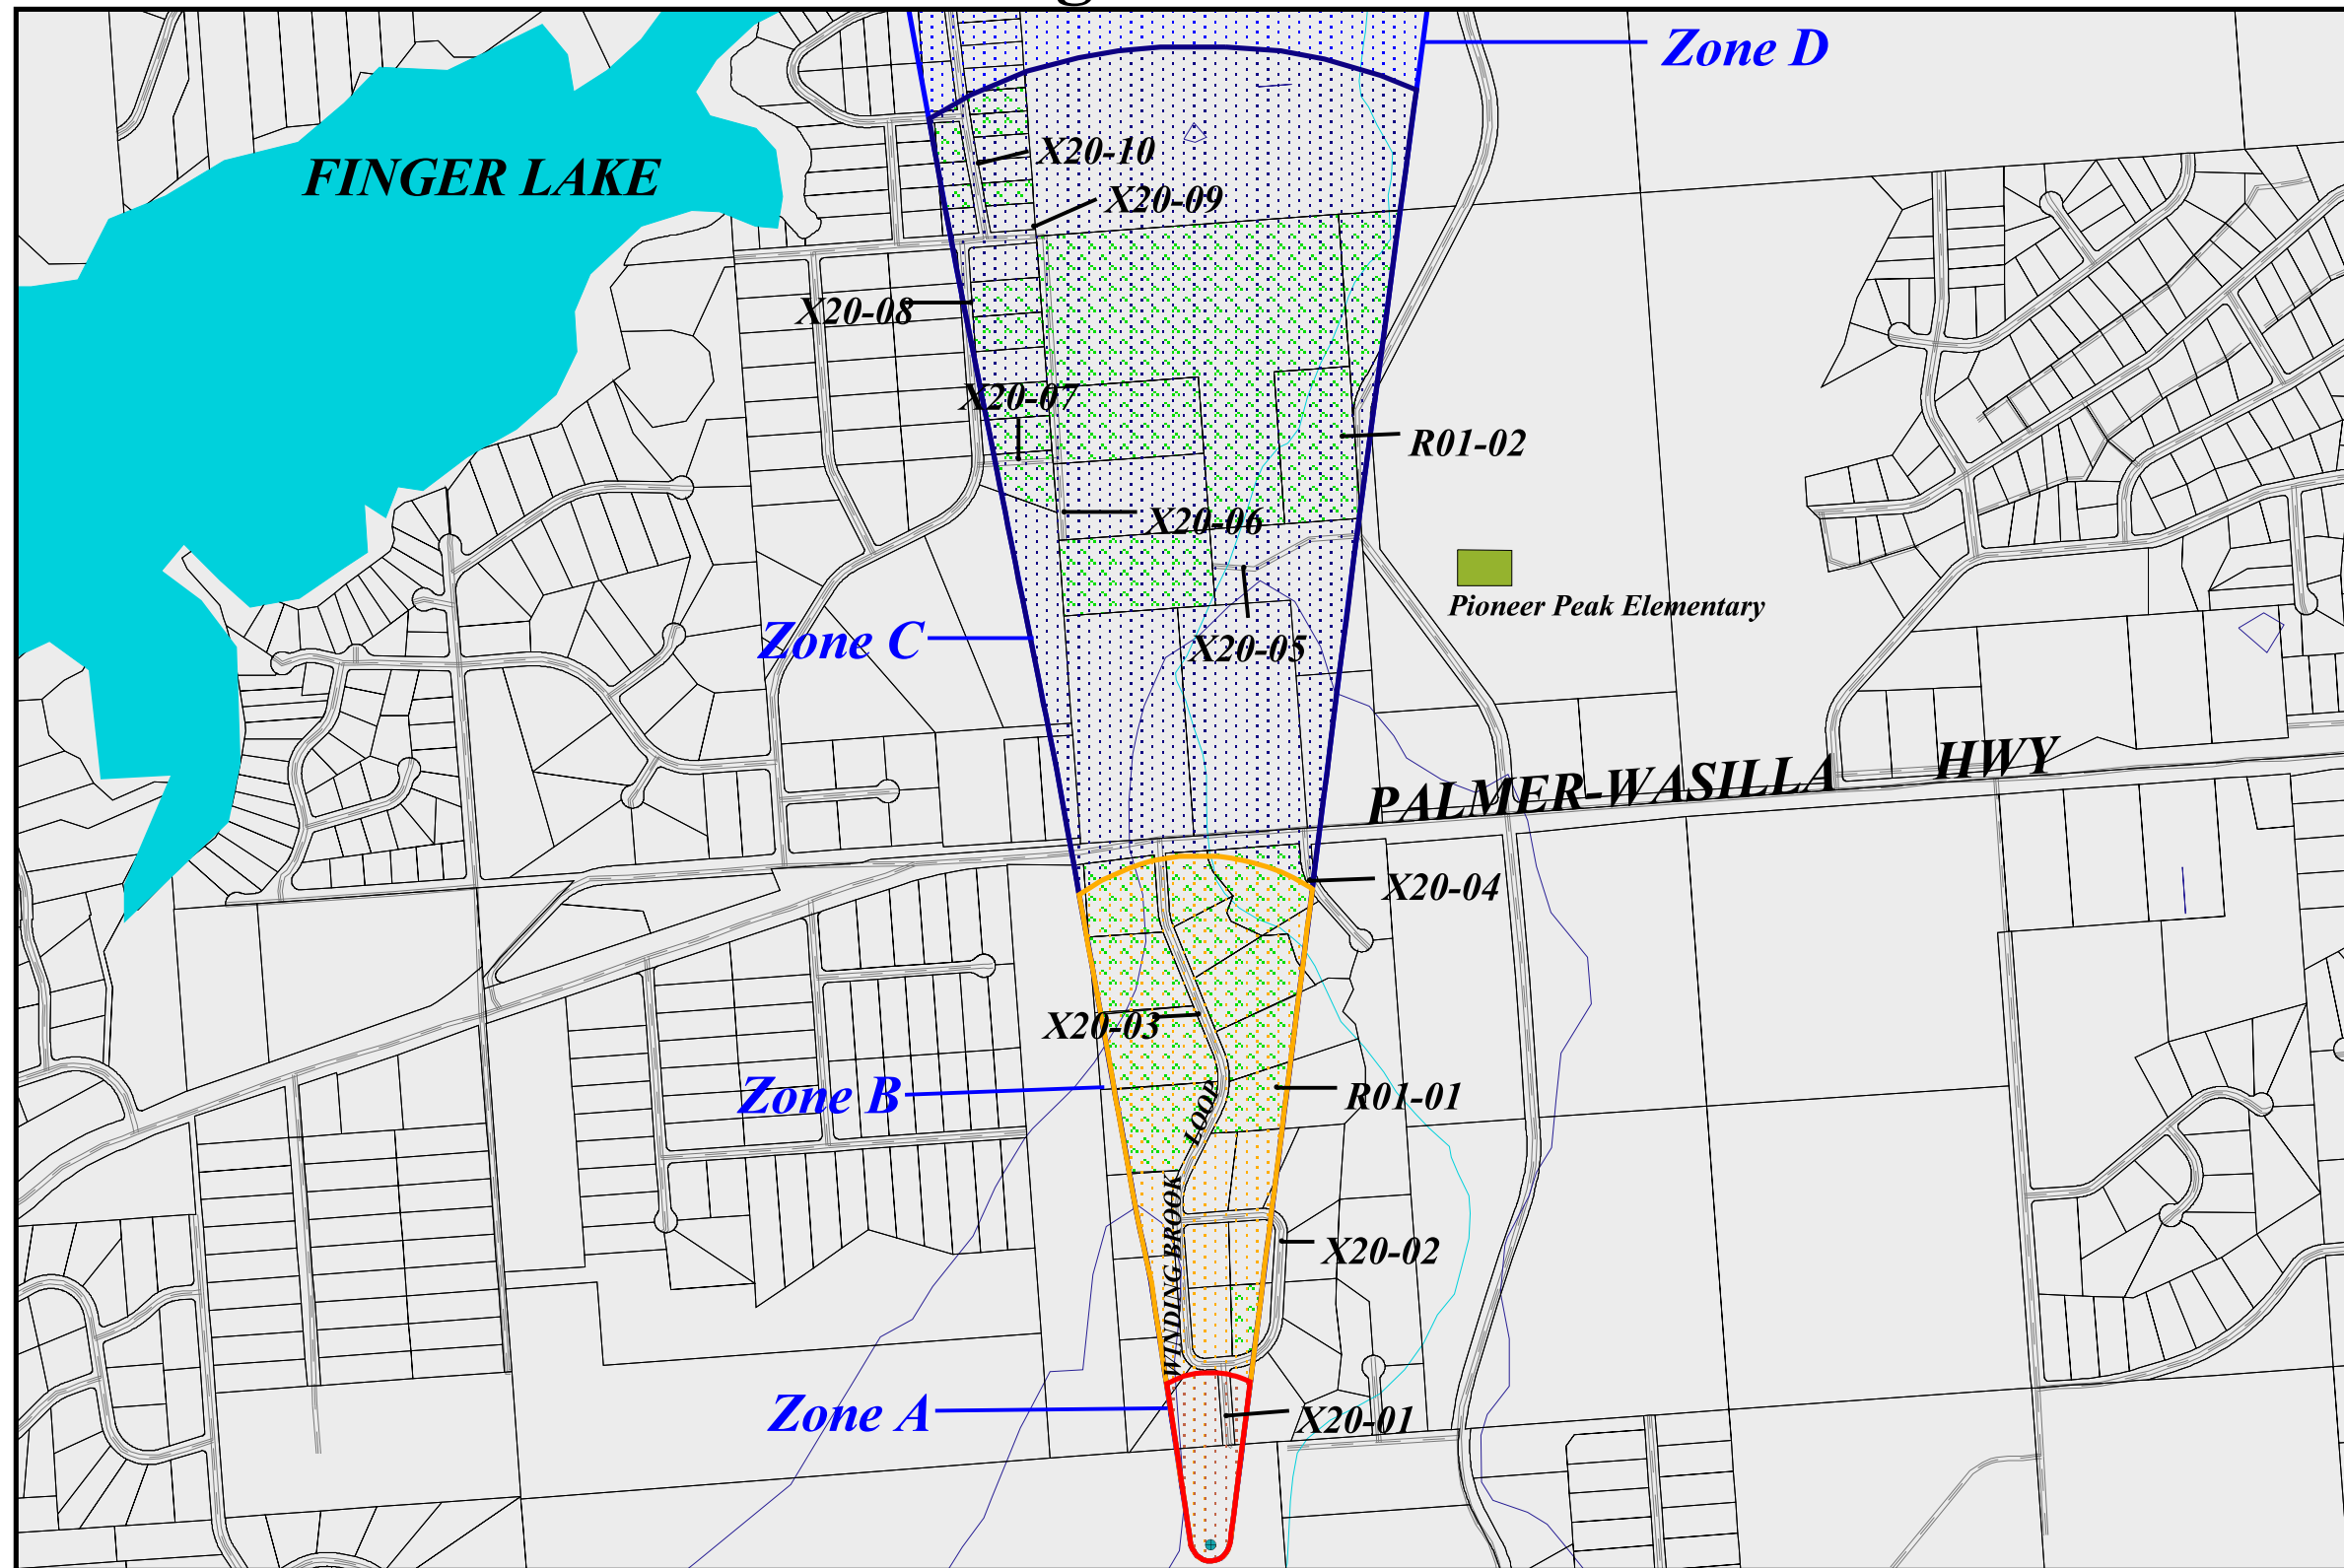 Zone D
X20-10
FINGER LAKE
X20-09
X20-08
X20-07
R01-02
X20-06
Pioneer Peak Elementary
Zone C
X20-05
PALMER-WASILLA HWY
X20-04
X20-03
Zone B
R01-01
WINDING BROOK LOOP
X20-02
Zone A
X20-01